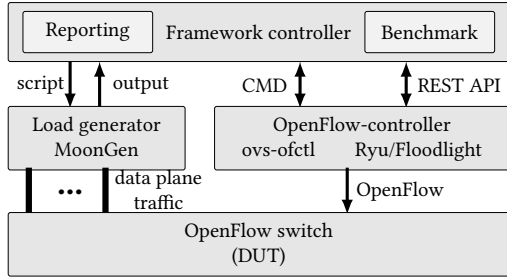 Reporting
Framework controller
Benchmark
script
output
CMD
REST API
Load generator
MoonGen
OpenFlow-controller
ovs-ofctl Ryu/Floodlight
...
data plane
traffic
OpenFlow
OpenFlow switch
(DUT)